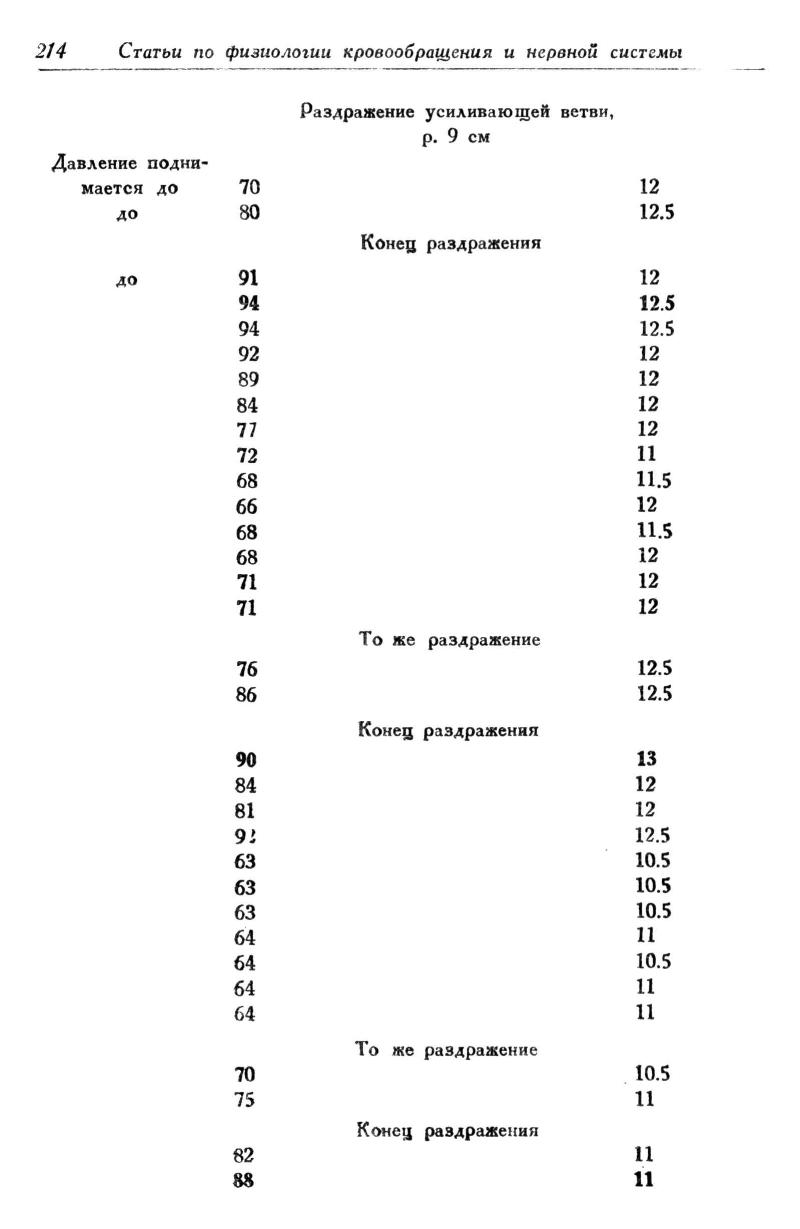 214 Статьи по физиологии кровообращения и нервной системы
Раздражение усиливающей ветви,
р. 9 см
Давление подни-
мается до 70 12
до 80 12.5
Конец раздражения
до 91 12
94 12.5
94 12.5
92 12
89 12
84 12
77 12
72 11
68 11.5
66 12
68 11.5
68 12
71 12
71 12
То же раздражение
76 12.5
86 12.5
Конец раздражения
90 13
84 12
81 12
12.5
63 10.5
63 10.5
63 10.5
64 11
64 10.5
64 11
64 11
То же раздражение
70 10.5
75 11
Конец раздражения
82 11
88 11